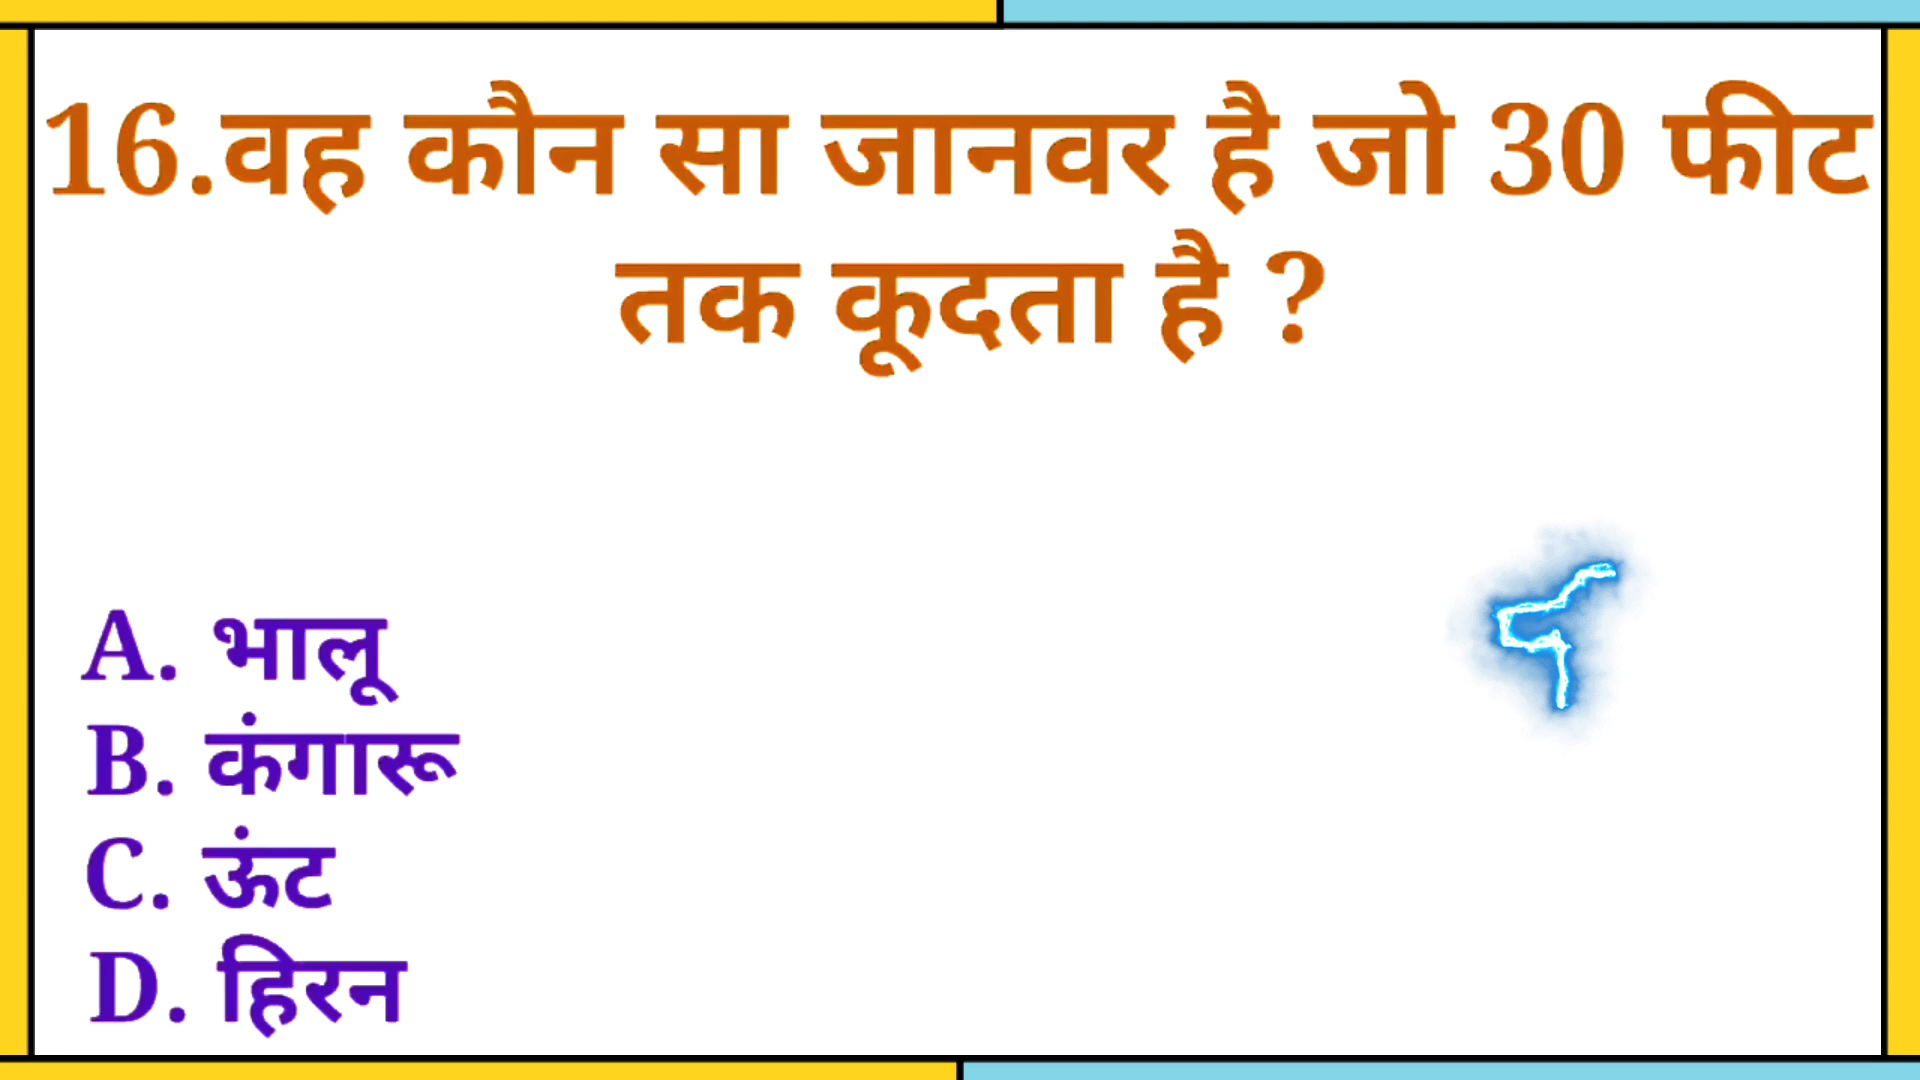 16.वह कौन सा जानवर है जो 30 फीट
तक कूदता है ?
A. भालू
B. कंगारू
C. ऊंट
D. हिरन